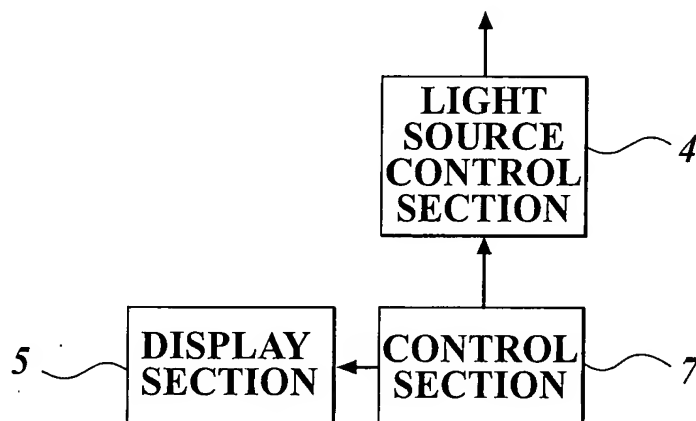 LIGHT
SOURCE
CONTROL
SECTION
4
5
DISPLAY
SECTION
CONTROL
SECTION
7